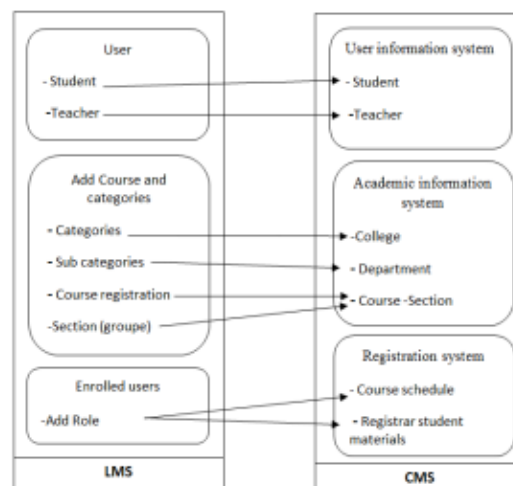 User
- Student
-Teacher
Add Course and
categories
- Categories
- Sub categories
- Course registration
-Section (groupe)
Enrolled users
-Add Role
LMS
User information system
- Student
-Teacher
Academic information
system
-College
- Department
- Course -Section
Registration system
- Course schedule
- Registrar student
materials
CMS